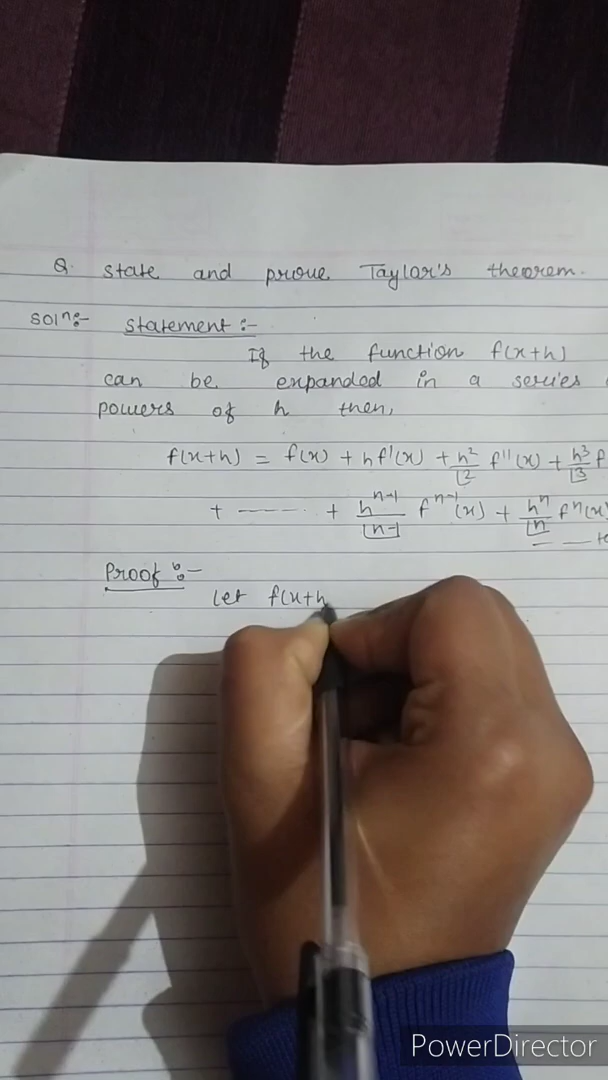 Q. state and prove Taylor's theorem.
Soln:- Statement :-
If the function f(x+h)
can be expanded in a series
powers of h then,
f(x+h) = f(x) + hf'(x) + h²/⌊2 f''(x) + h³/⌊3 f
+ ------ + hⁿ⁻¹/⌊n-1 fⁿ⁻¹(x) + hⁿ/⌊n fⁿ(x)
Proof :-
Let f(x+h
PowerDirector